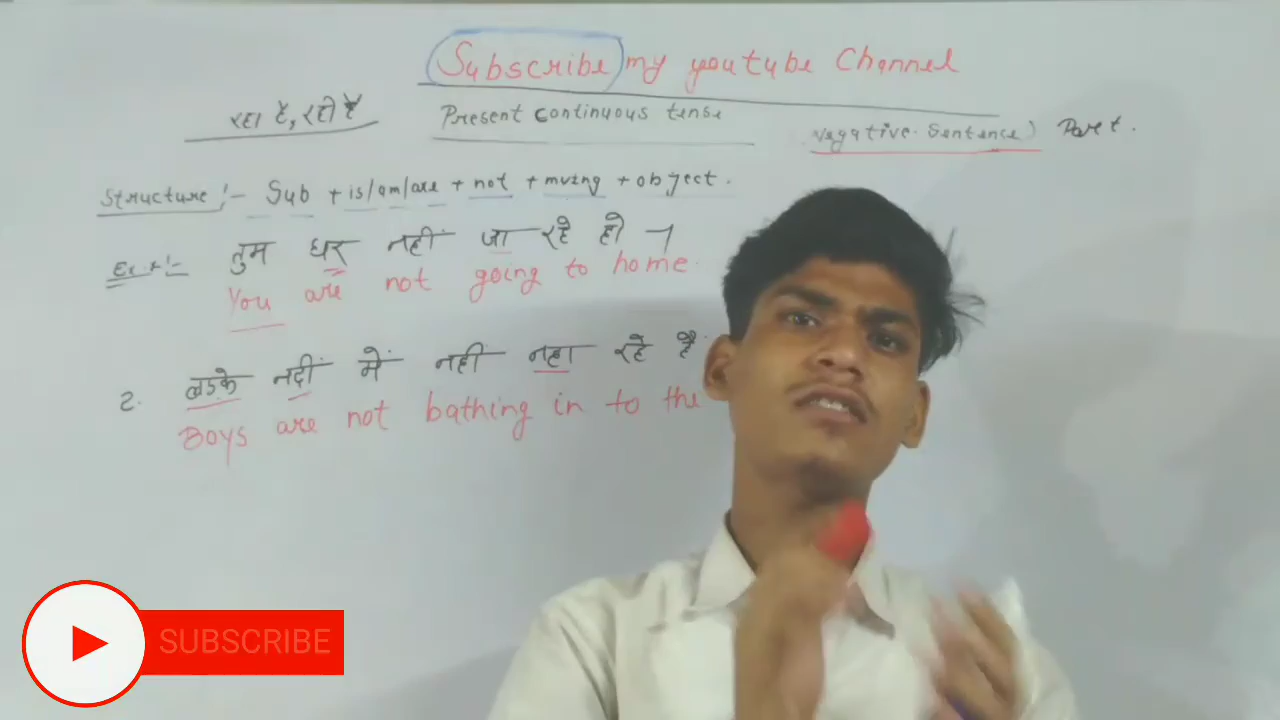 Subscribe my youtube Channel
रहा है, रही है
Present Continuous tense
Negative Sentence) Part.
Structure :- Sub + is/am/are + not + mving + object.
Ex :- तुम घर नहीं जा रहे हो ।
You are not going to home.
2. लड़के नदीं में नहीं नहा रहे है.
Boys are not bathing in to the
SUBSCRIBE